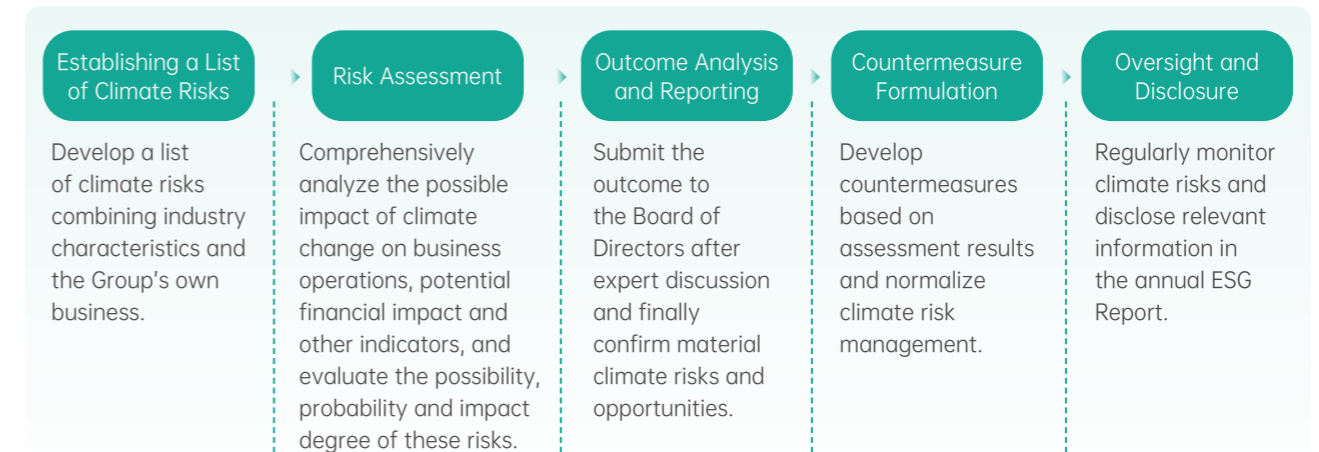 Establishing a List
of Climate Risks
Develop a list
of climate risks
combining industry
characteristics and
the Group's own
business.
Risk Assessment
Comprehensively
analyze the possible
impact of climate
change on business
operations, potential
financial impact and
other indicators, and
evaluate the possibility,
probability and impact
degree of these risks.
Outcome Analysis
and Reporting
Submit the
outcome to
the Board of
Directors after
expert discussion
and finally
confirm material
climate risks and
opportunities.
Countermeasure
Formulation
Develop
countermeasures
based on
assessment results
and normalize
climate risk
management.
Oversight and
Disclosure
Regularly monitor
climate risks and
disclose relevant
information in
the annual ESG
Report.